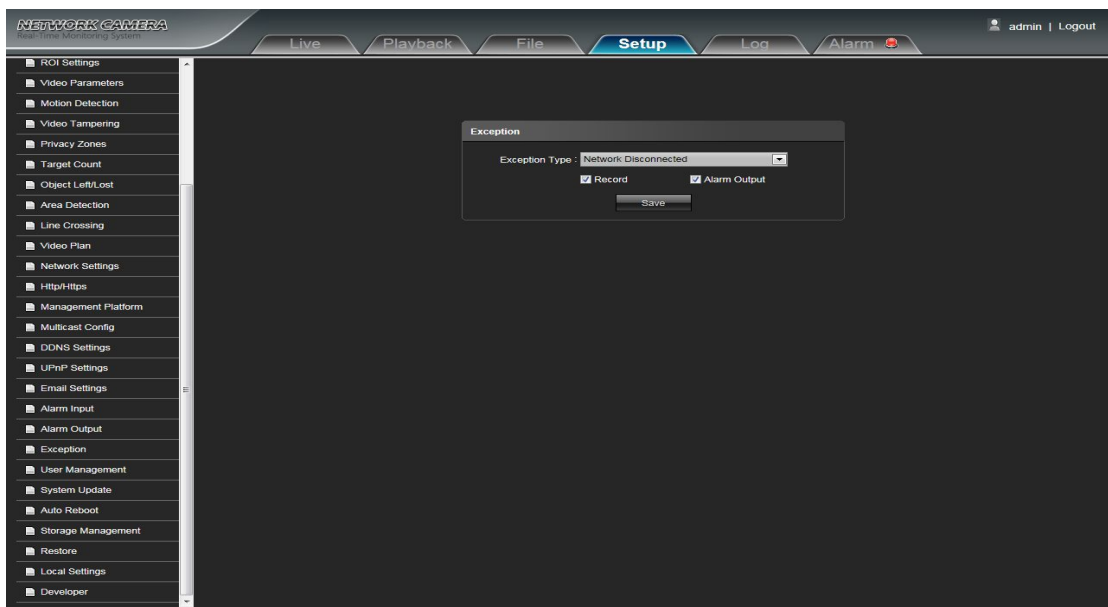 NETWORK CAMERA
Real-Time Monitoring System
Live
Playback
File
Setup
Log
Alarm
admin | Logout
ROI Settings
Video Parameters
Motion Detection
Video Tampering
Privacy Zones
Target Count
Object Left/Lost
Area Detection
Line Crossing
Video Plan
Network Settings
Http/Https
Management Platform
Multicast Config
DDNS Settings
UPnP Settings
Email Settings
Alarm Input
Alarm Output
Exception
User Management
System Update
Auto Reboot
Storage Management
Restore
Local Settings
Developer
Exception
Exception Type : Network Disconnected
Record
Alarm Output
Save